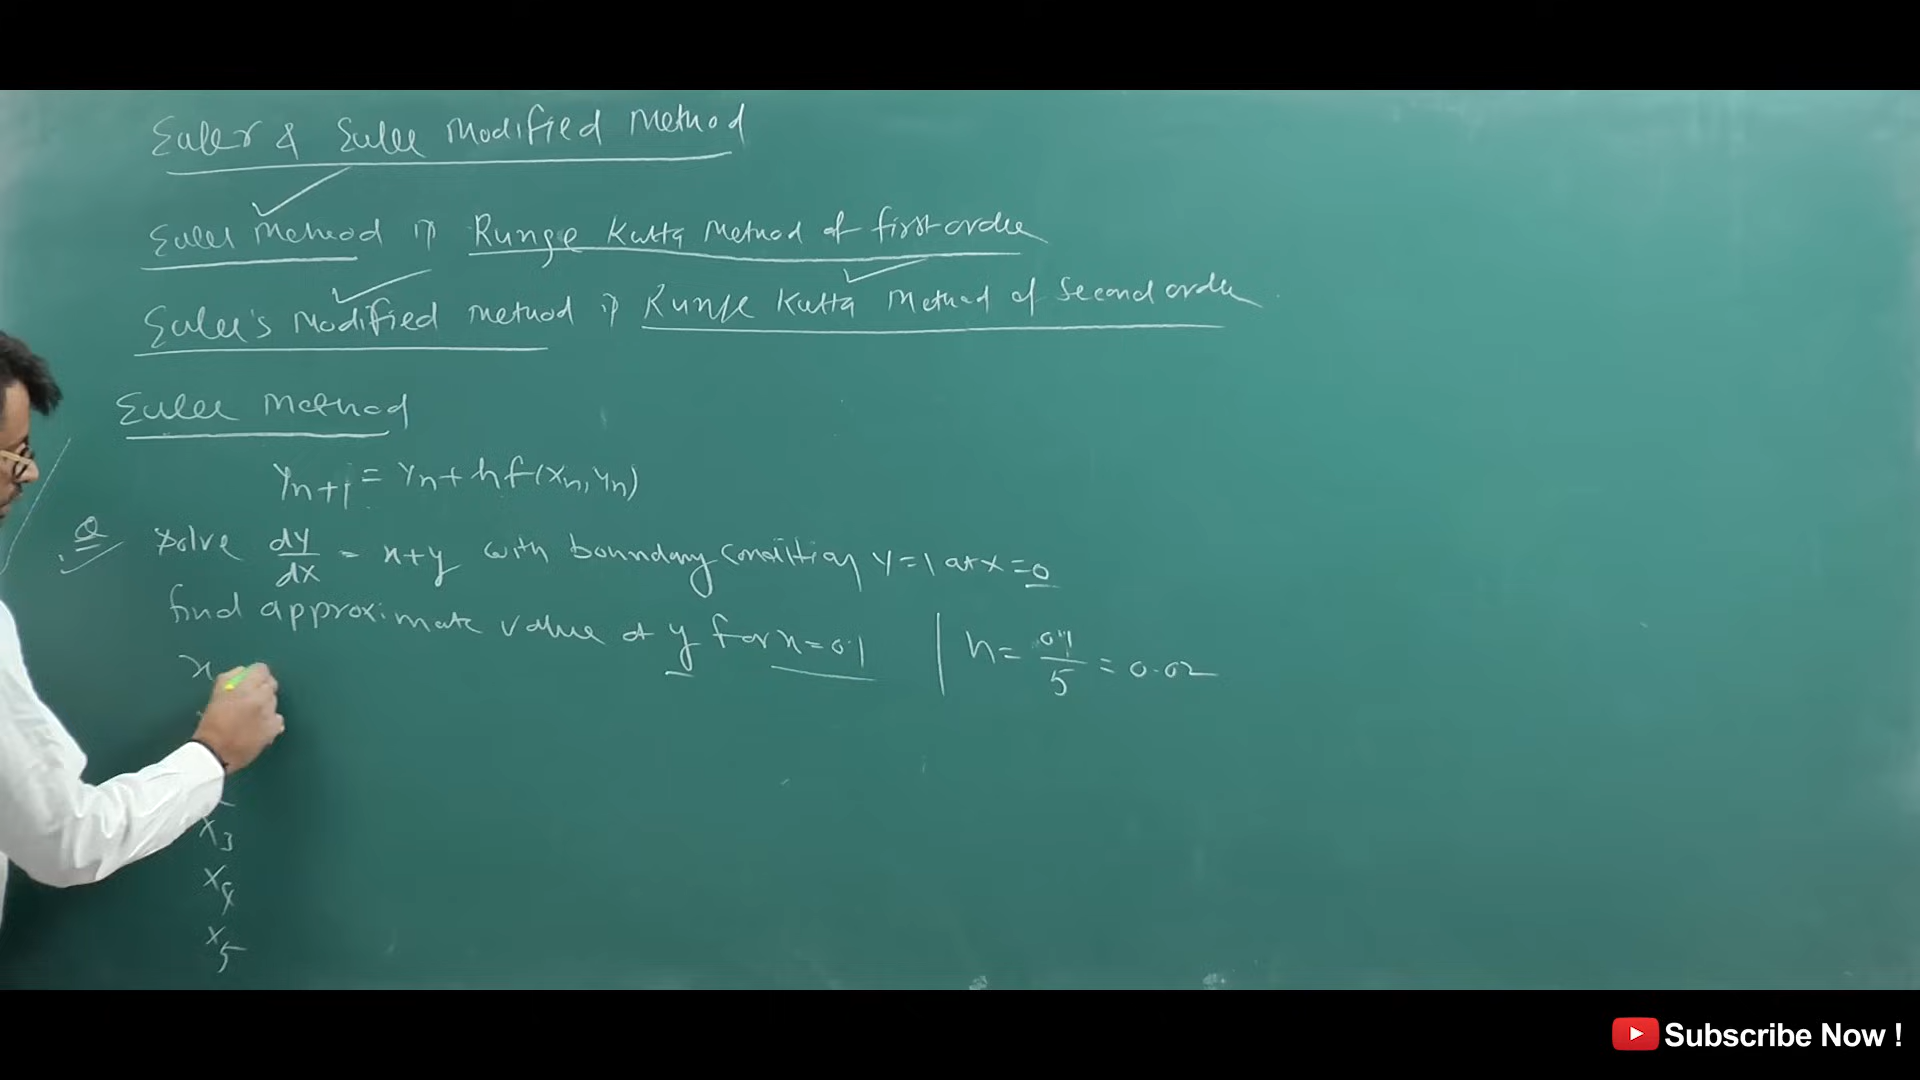 Euler & Euler Modified Method
Euler Method is Runge Kutta Method of first order
Euler's Modified Method is Runge Kutta Method of Second order
Euler Method
Yn+1 = Yn + hf(Xn, Yn)
Q Solve dy/dx = x+y with boundary condition y=1 at x=0
find approximate value of y for x=0.1 | h = 0.1/5 = 0.02
x
x3
x4
x5
Subscribe Now !